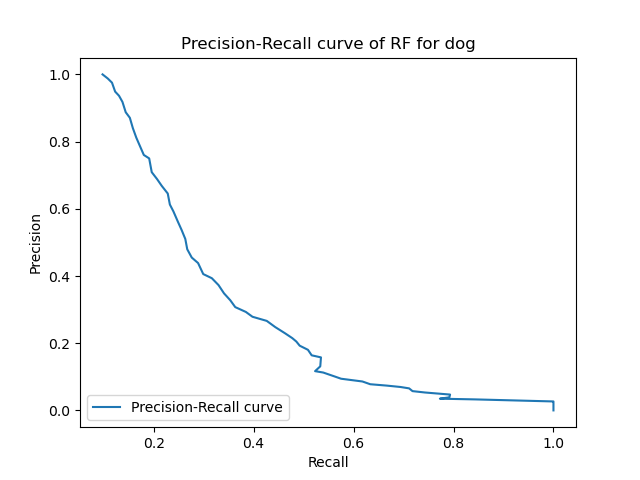 Precision-Recall curve of RF for dog
1.0
0.8
0.6
0.4
0.2
0.0
Precision
Precision-Recall curve
0.2 0.4 0.6 0.8 1.0
Recall